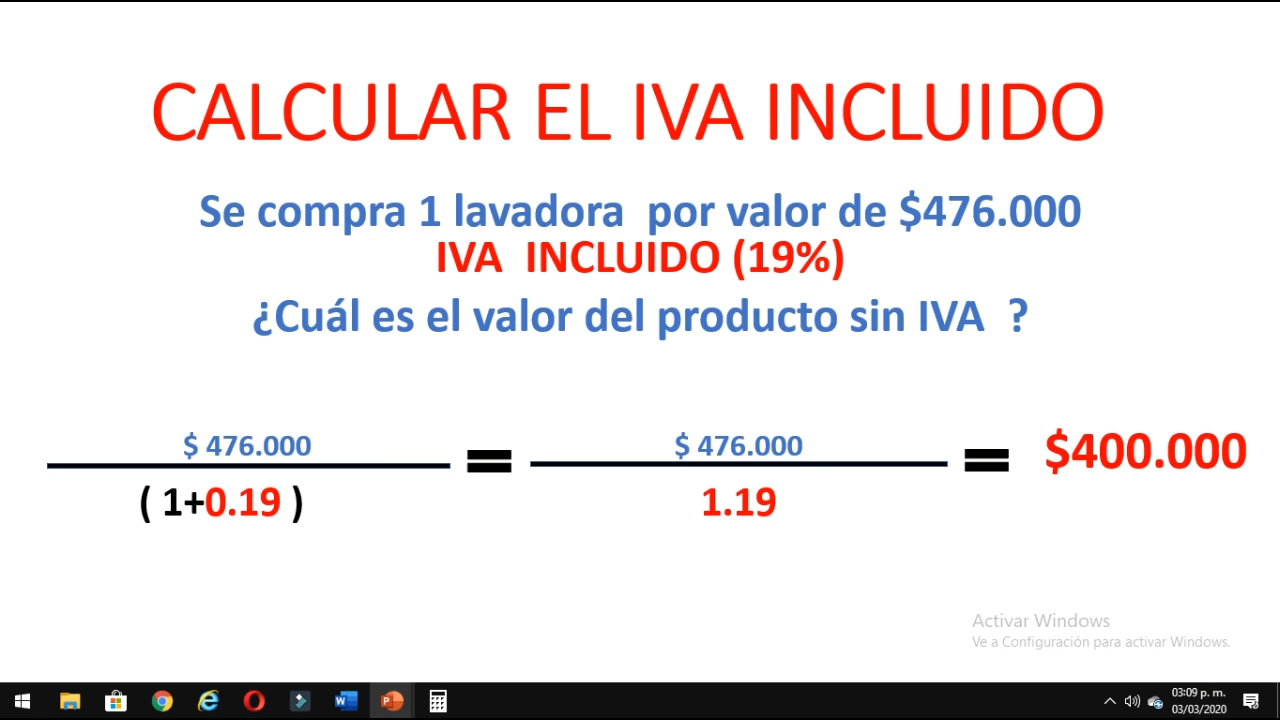 CALCULAR EL IVA INCLUIDO
Se compra 1 lavadora por valor de $476.000
IVA INCLUIDO (19%)
¿Cuál es el valor del producto sin IVA ?
$ 476.000
( 1+0.19 )
=
$ 476.000
1.19
=
$400.000
Activar Windows
Ve a Configuración para activar Windows.
03:09 p. m.
03/03/2020